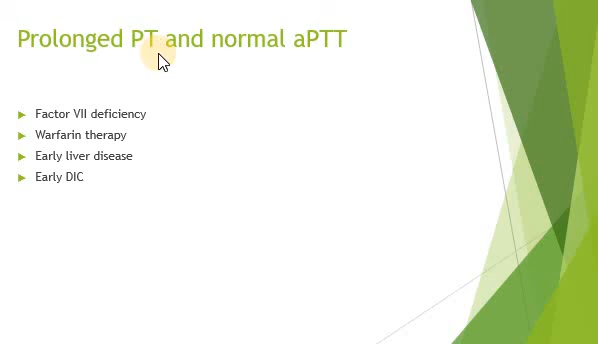 Prolonged PT and normal aPTT
Factor VII deficiency
Warfarin therapy
Early liver disease
Early DIC